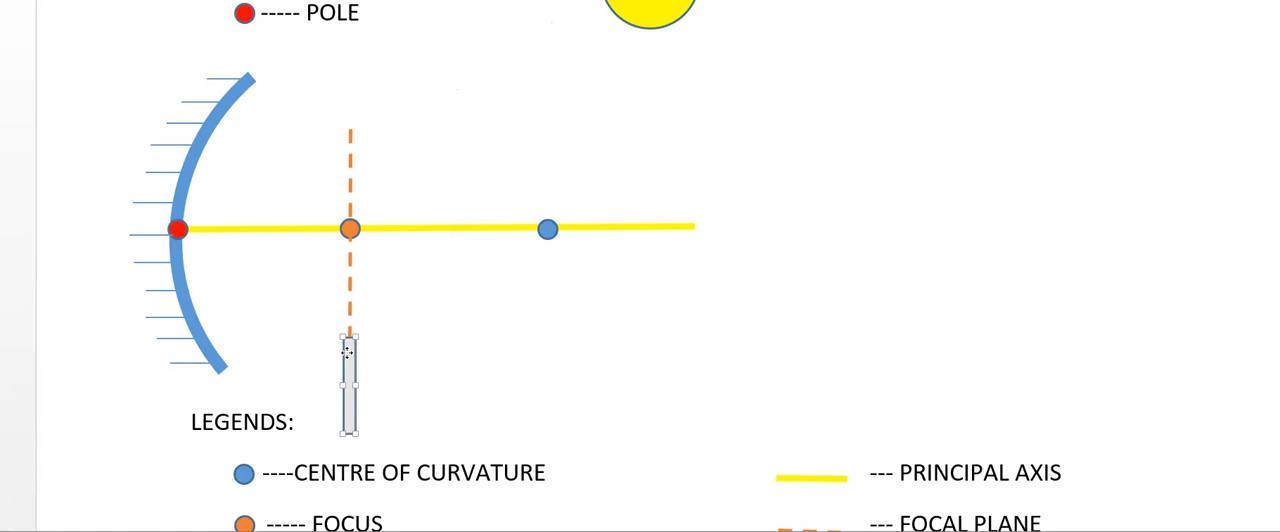 ----- POLE
LEGENDS:
----CENTRE OF CURVATURE
--- PRINCIPAL AXIS
----- FOCUS
--- FOCAL PLANE